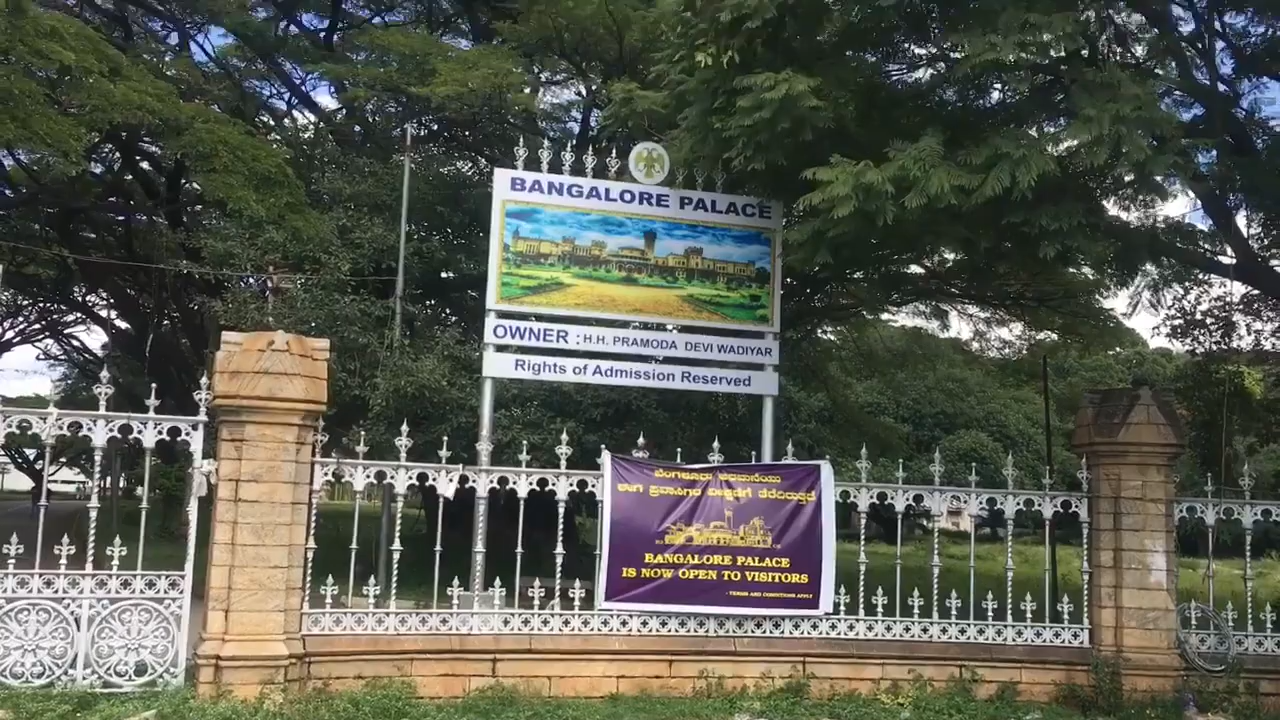 BANGALORE PALACE
OWNER : H.H. PRAMODA DEVI WADIYAR
Rights of Admission Reserved
ಬೆಂಗಳೂರು ಅರಮನೆಯು
ಈಗ ಪ್ರವಾಸಿಗರ ವೀಕ್ಷಣೆಗೆ ತೆರೆದಿರುತ್ತದೆ
BANGALORE PALACE
IS NOW OPEN TO VISITORS
- TERMS AND CONDITIONS APPLY